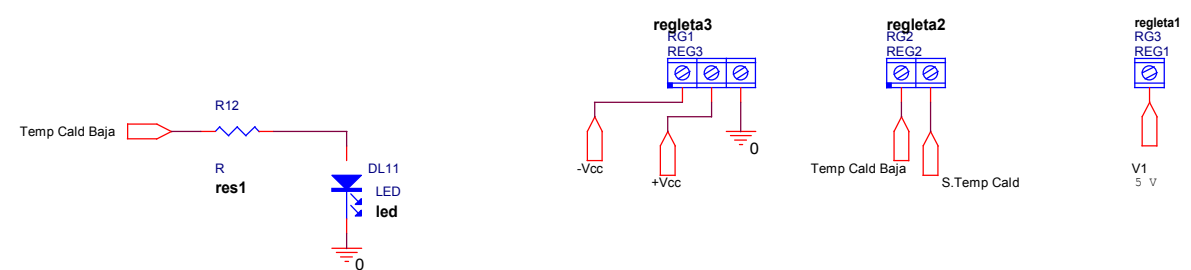 Temp Cald Baja
R12
R
res1
DL11
LED
led
0
regleta3
RG1
REG3
-Vcc
+Vcc
0
regleta2
RG2
REG2
Temp Cald Baja
S.Temp Cald
regleta1
RG3
REG1
V1
5 V